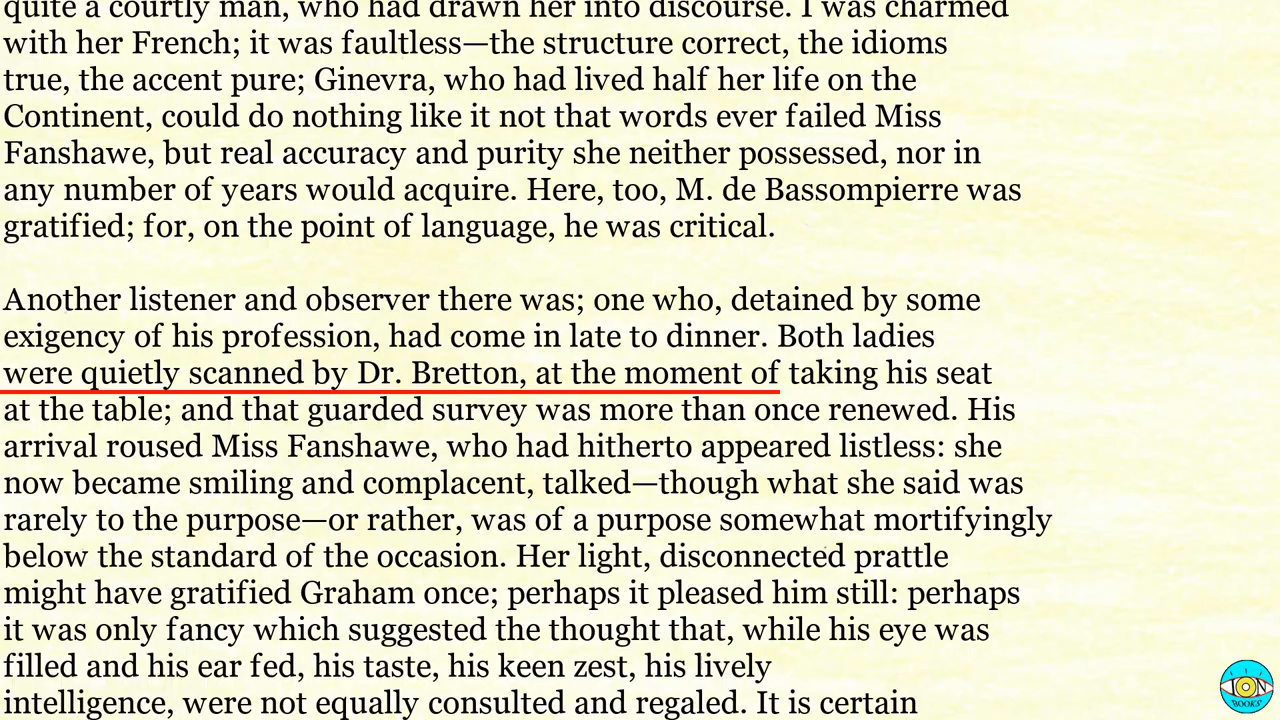 quite a courtly man, who had drawn her into discourse. I was charmed
with her French; it was faultless—the structure correct, the idioms
true, the accent pure; Ginevra, who had lived half her life on the
Continent, could do nothing like it not that words ever failed Miss
Fanshawe, but real accuracy and purity she neither possessed, nor in
any number of years would acquire. Here, too, M. de Bassompierre was
gratified; for, on the point of language, he was critical.
Another listener and observer there was; one who, detained by some
exigency of his profession, had come in late to dinner. Both ladies
were quietly scanned by Dr. Bretton, at the moment of taking his seat
at the table; and that guarded survey was more than once renewed. His
arrival roused Miss Fanshawe, who had hitherto appeared listless: she
now became smiling and complacent, talked—though what she said was
rarely to the purpose—or rather, was of a purpose somewhat mortifyingly
below the standard of the occasion. Her light, disconnected prattle
might have gratified Graham once; perhaps it pleased him still: perhaps
it was only fancy which suggested the thought that, while his eye was
filled and his ear fed, his taste, his keen zest, his lively
intelligence, were not equally consulted and regaled. It is certain
ION
BOOKS